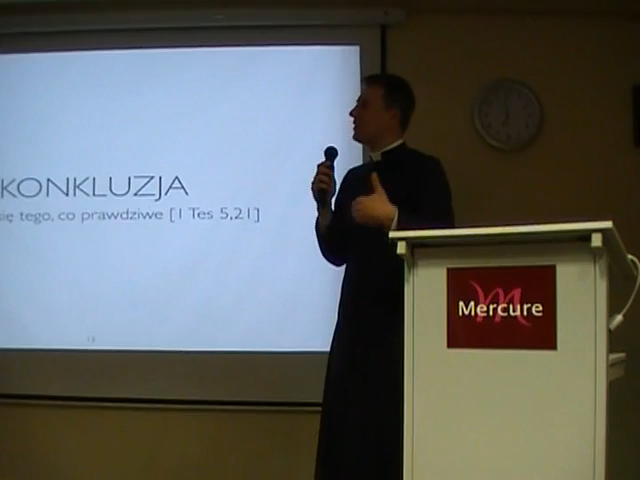 KONKLUZJA
się tego, co prawdziwe [1 Tes 5,21]
Mercure